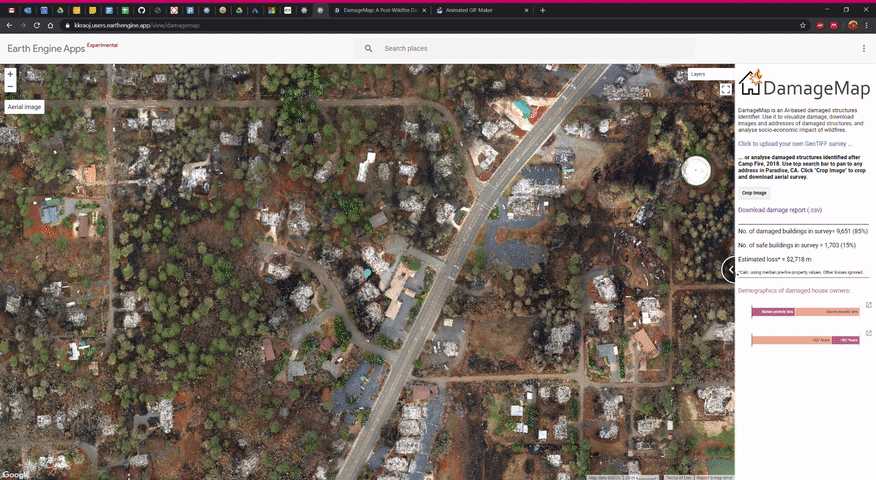 DamageMap: A Post-Wildfire Da
Animated GIF Maker
kkraoj.users.earthengine.app/view/damagemap
Earth Engine Apps Experimental
Search places
Layers
Aerial image
DamageMap
DamageMap is an AI-based damaged structures
identifier. Use it to visualize damage, download
images and addresses of damaged structures, and
analyse socio-economic impact of wildfires.
Click to upload your own GeoTIFF survey ...
... or analyse damaged structures identified after
Camp Fire, 2018. Use top search bar to pan to any
address in Paradise, CA. Click "Crop Image" to crop
and download aerial survey.
Crop Image
Download damage report (.csv)
No. of damaged buildings in survey= 9,651 (85%)
No. of safe buildings in survey = 1,703 (15%)
Estimated loss* = $2,718 m
*Calc. using median pre-fire property values. Other losses ignored.
Demographics of damaged house owners:
Below poverty line
Above poverty line
<65 Years
>65 Years
Google
Terms of Use
Report a map error